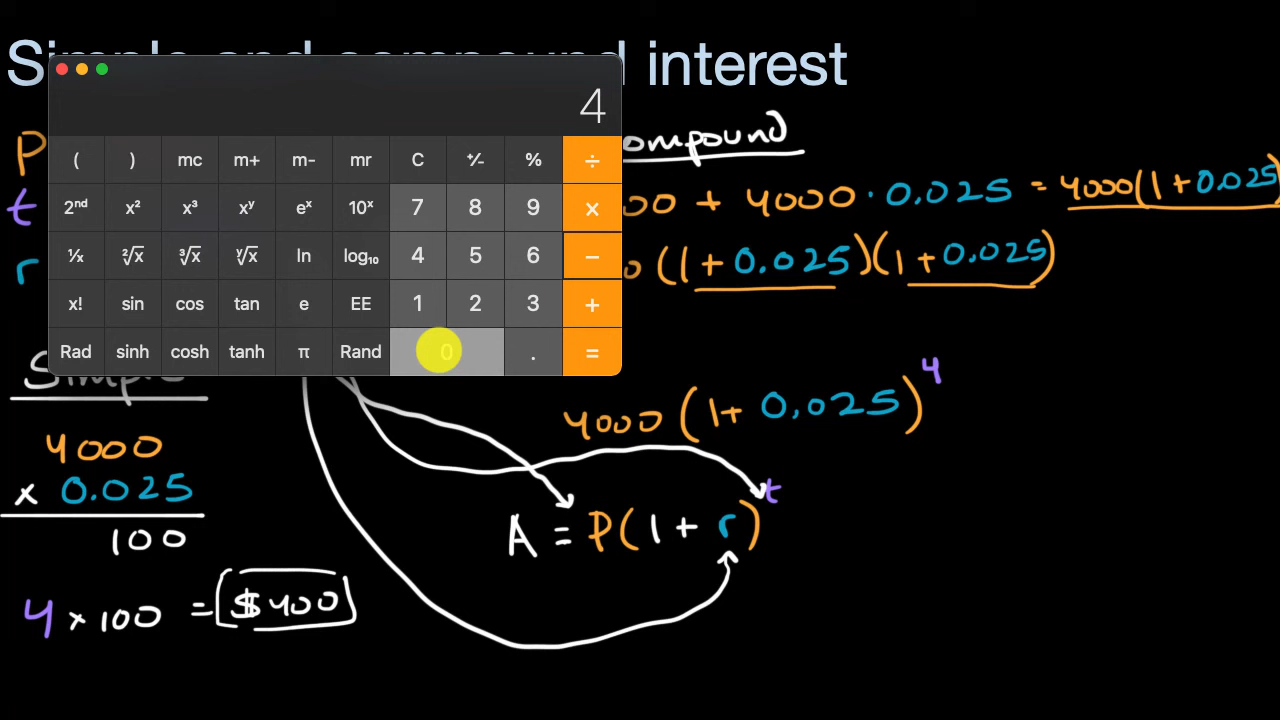 interest
4
( ) mc m+ m- mr C +/- % ÷
2nd x² x³ xʸ eˣ 10ˣ 7 8 9 ×
1/x ²√x ³√x ʸ√x ln log₁₀ 4 5 6 −
x! sin cos tan e EE 1 2 3 +
Rad sinh cosh tanh π Rand 0 . =
P
t
r
ompound
00 + 4000 · 0.025 = 4000(1+0.025)
0 (1+0.025)(1+0.025)
Simple
4000
x 0.025
100
4 x 100 = $400
4000 (1+ 0.025)⁴
A = P(1+ r)ᵗ